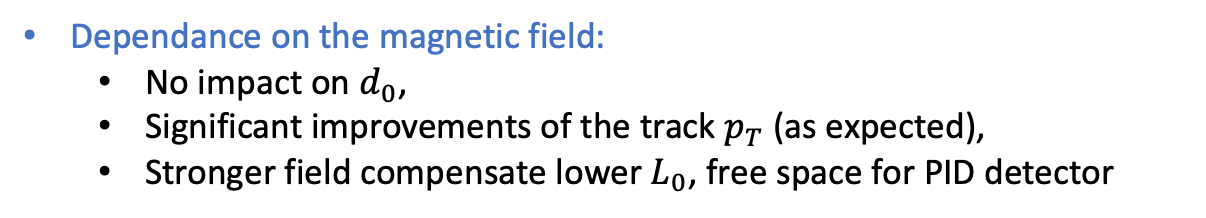 • Dependance on the magnetic field:
• No impact on d₀,
• Significant improvements of the track p_T (as expected),
• Stronger field compensate lower L₀, free space for PID detector